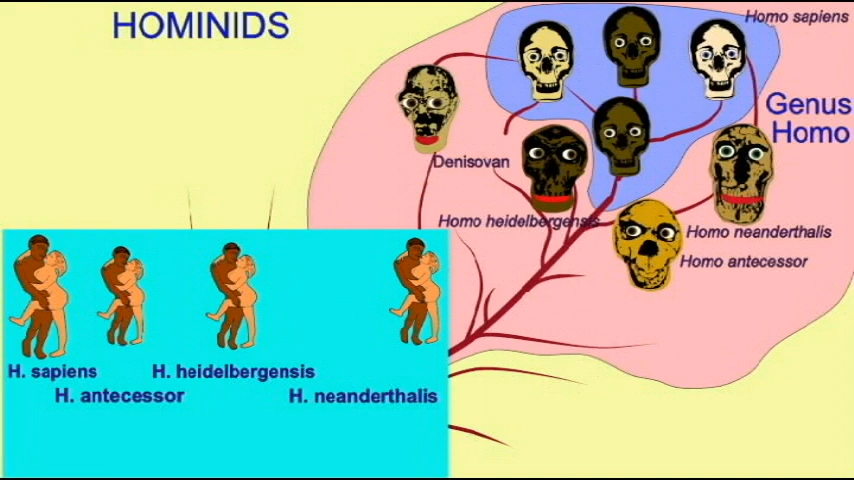 HOMINIDS
Homo sapiens
Genus
Homo
Denisovan
Homo heidelbergensis
Homo neanderthalis
Homo antecessor
H. sapiens
H. heidelbergensis
H. antecessor
H. neanderthalis